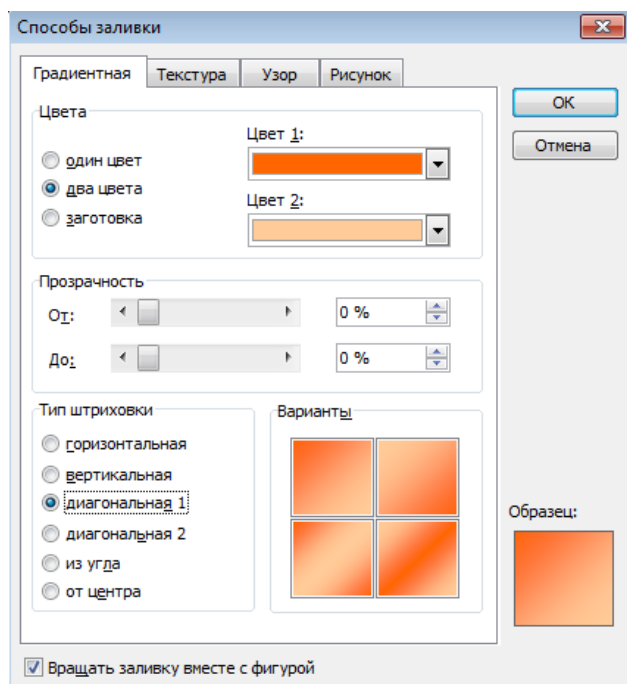 Способы заливки
Градиентная Текстура Узор Рисунок
ОК
Отмена
Цвета
один цвет
два цвета
заготовка
Цвет 1:
Цвет 2:
Прозрачность
От: 0 %
До: 0 %
Тип штриховки
горизонтальная
вертикальная
диагональная 1
диагональная 2
из угла
от центра
Варианты
Образец:
Вращать заливку вместе с фигурой